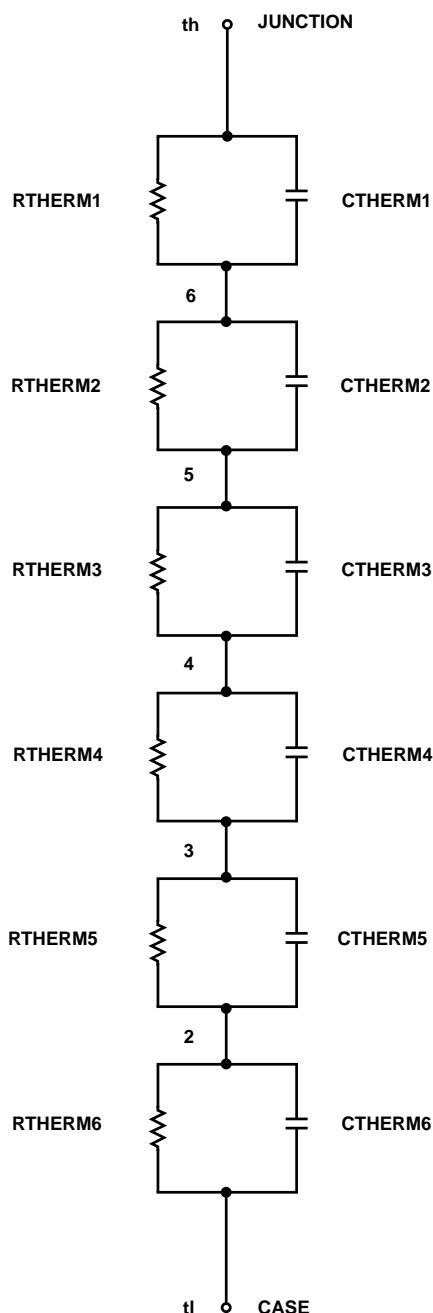 th JUNCTION
RTHERM1 CTHERM1
6
RTHERM2 CTHERM2
5
RTHERM3 CTHERM3
4
RTHERM4 CTHERM4
3
RTHERM5 CTHERM5
2
RTHERM6 CTHERM6
tl CASE